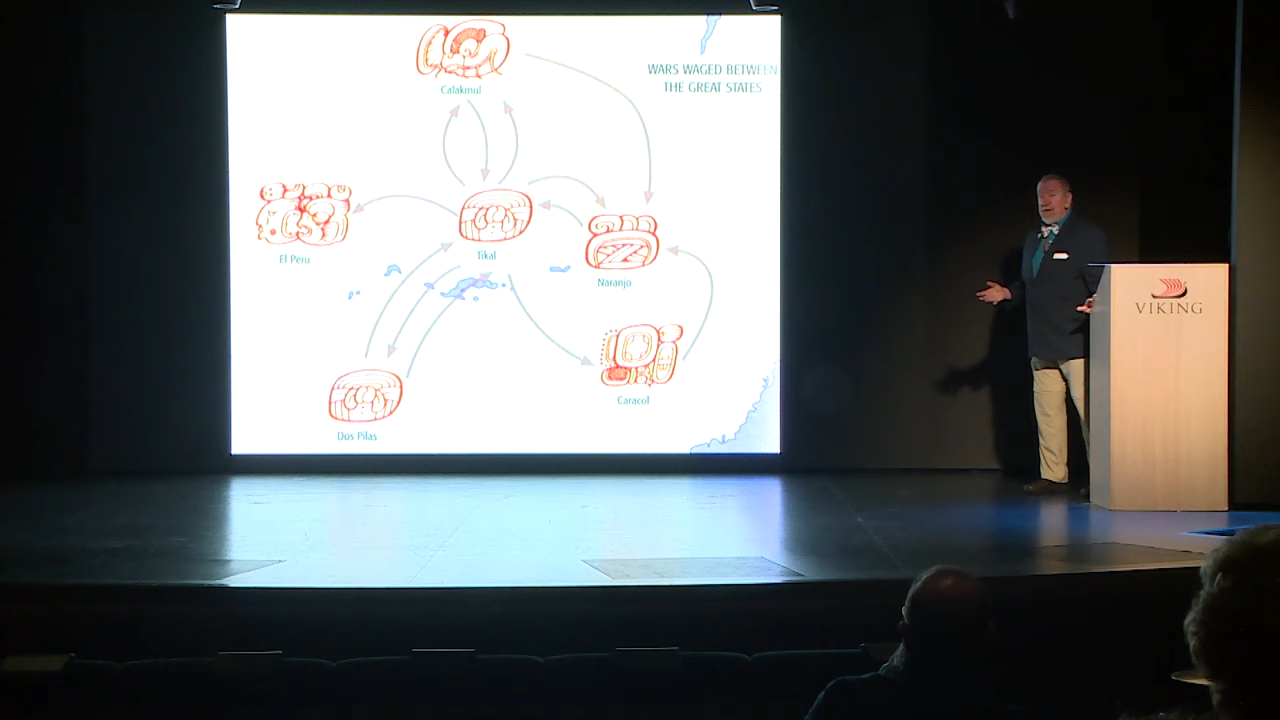 Calakmul
WARS WAGED BETWEEN
THE GREAT STATES
El Peru
Tikal
Naranjo
Caracol
Dos Pilas
VIKING